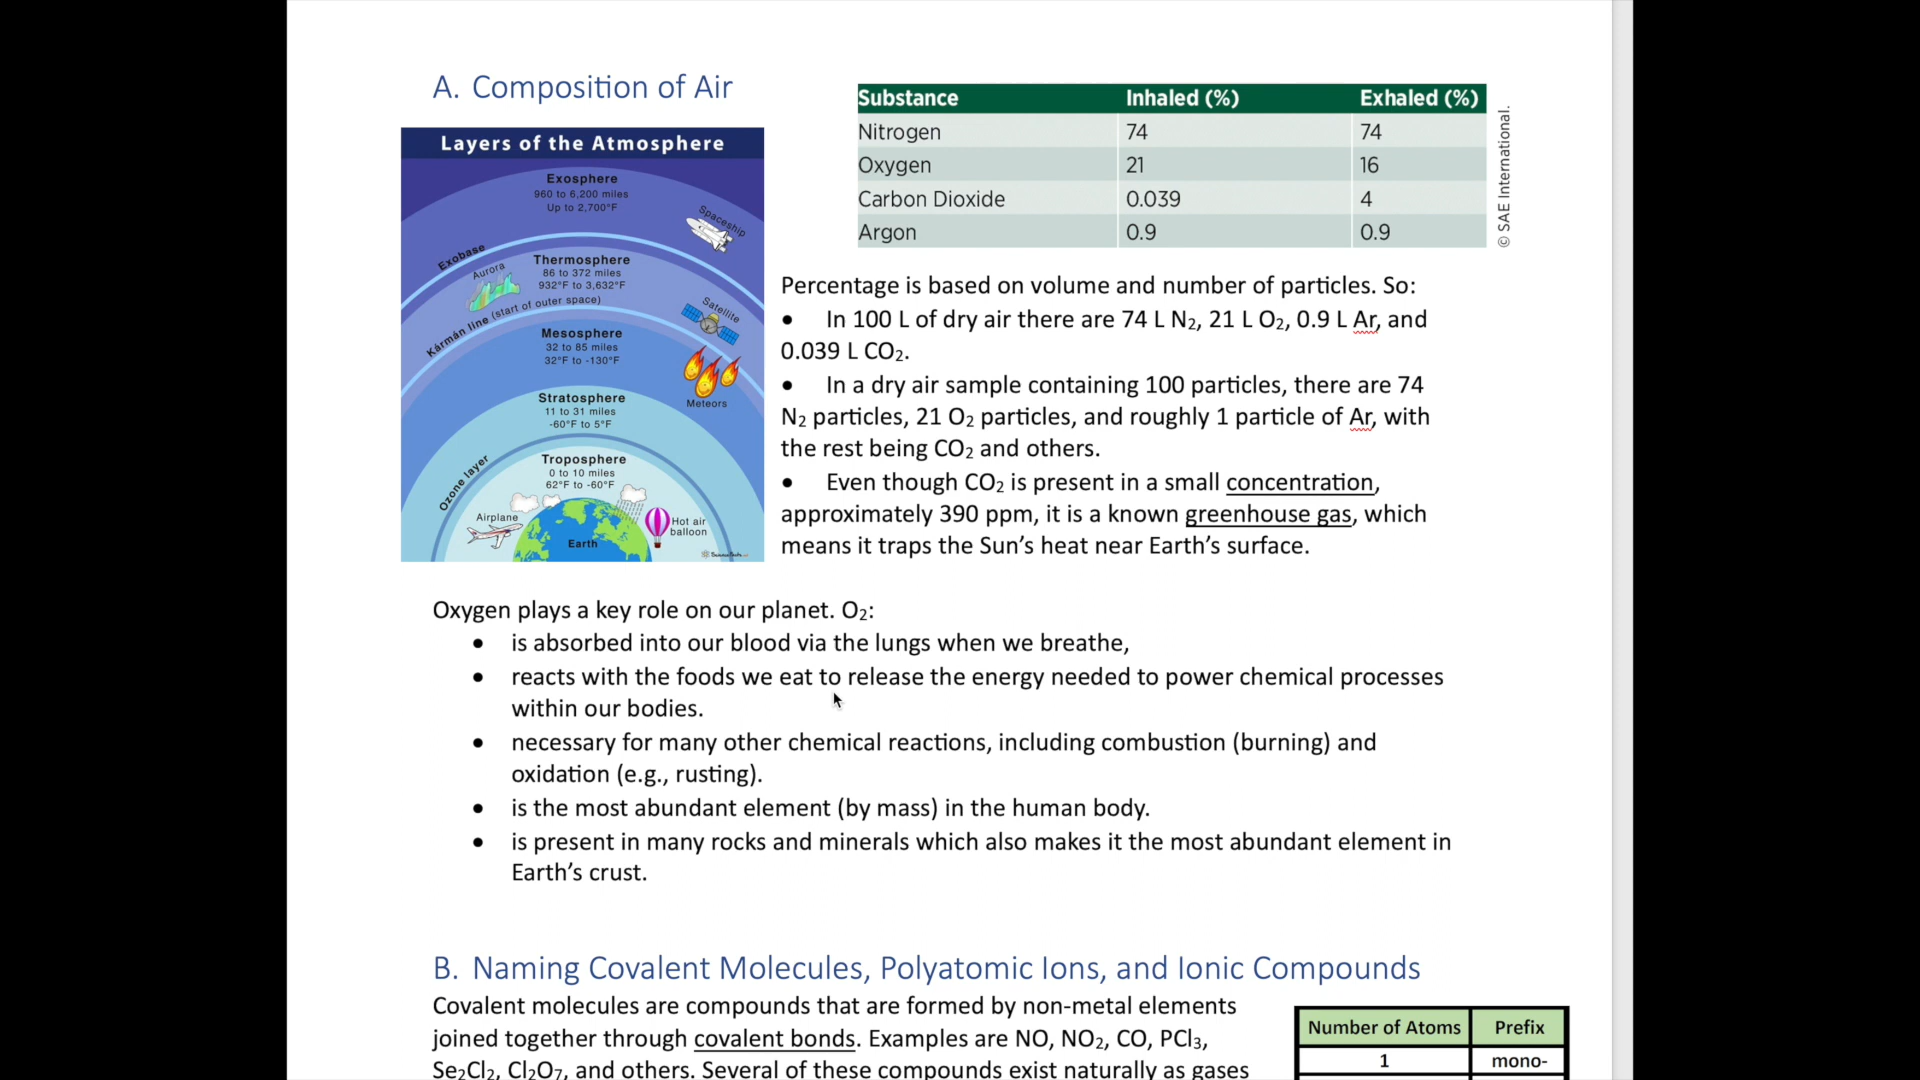 A. Composition of Air
Layers of the Atmosphere
Exosphere
960 to 6,200 miles
Up to 2,700°F
Spaceship
Exobase
Aurora
Thermosphere
86 to 372 miles
932°F to 3,632°F
Kármán line (start of outer space)
Satellite
Mesosphere
32 to 85 miles
32°F to -130°F
Meteors
Stratosphere
11 to 31 miles
-60°F to 5°F
Ozone layer
Troposphere
0 to 10 miles
62°F to -60°F
Airplane
Hot air
balloon
Earth
Substance Inhaled (%) Exhaled (%)
Nitrogen 74 74
Oxygen 21 16
Carbon Dioxide 0.039 4
Argon 0.9 0.9
© SAE International.
Percentage is based on volume and number of particles. So:
• In 100 L of dry air there are 74 L N₂, 21 L O₂, 0.9 L Ar, and
0.039 L CO₂.
• In a dry air sample containing 100 particles, there are 74
N₂ particles, 21 O₂ particles, and roughly 1 particle of Ar, with
the rest being CO₂ and others.
• Even though CO₂ is present in a small concentration,
approximately 390 ppm, it is a known greenhouse gas, which
means it traps the Sun’s heat near Earth’s surface.
Oxygen plays a key role on our planet. O₂:
• is absorbed into our blood via the lungs when we breathe,
• reacts with the foods we eat to release the energy needed to power chemical processes
within our bodies.
• necessary for many other chemical reactions, including combustion (burning) and
oxidation (e.g., rusting).
• is the most abundant element (by mass) in the human body.
• is present in many rocks and minerals which also makes it the most abundant element in
Earth’s crust.
B. Naming Covalent Molecules, Polyatomic Ions, and Ionic Compounds
Covalent molecules are compounds that are formed by non-metal elements
joined together through covalent bonds. Examples are NO, NO₂, CO, PCl₃,
Se₂Cl₂, Cl₂O₇, and others. Several of these compounds exist naturally as gases
Number of Atoms Prefix
1 mono-